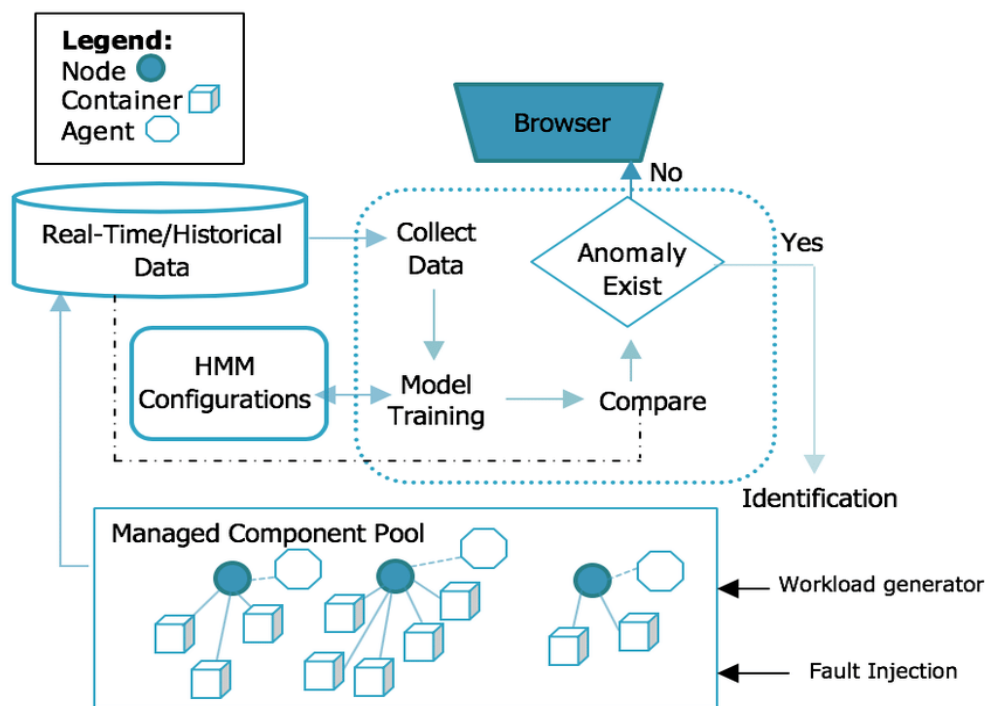 Legend:
Node
Container
Agent
Browser
No
Real-Time/Historical
Data
Collect
Data
Anomaly
Exist
Yes
HMM
Configurations
Model
Training
Compare
Identification
Managed Component Pool
Workload generator
Fault Injection